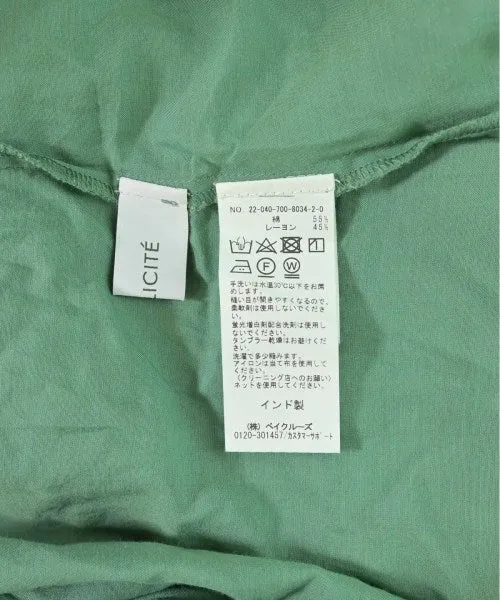 LICITÉ
NO 22-040-700-8034-2-0
綿 55%
レーヨン 45%
手洗いは水温30℃以下をお薦
めします。
縫い目が開きやすくなるので、
柔軟剤は使用しないでくださ
い。
蛍光増白剤配合洗剤は使用し
ないでください。
タンブラー乾燥はお避けくださ
い。
洗濯で多少縮みます。
アイロンは当て布を使用して
ください。
〈クリーニング店へのお願い〉
ネットを使用してください。
インド製
(株) ベイクルーズ
0120-301457/カスタマーサポート